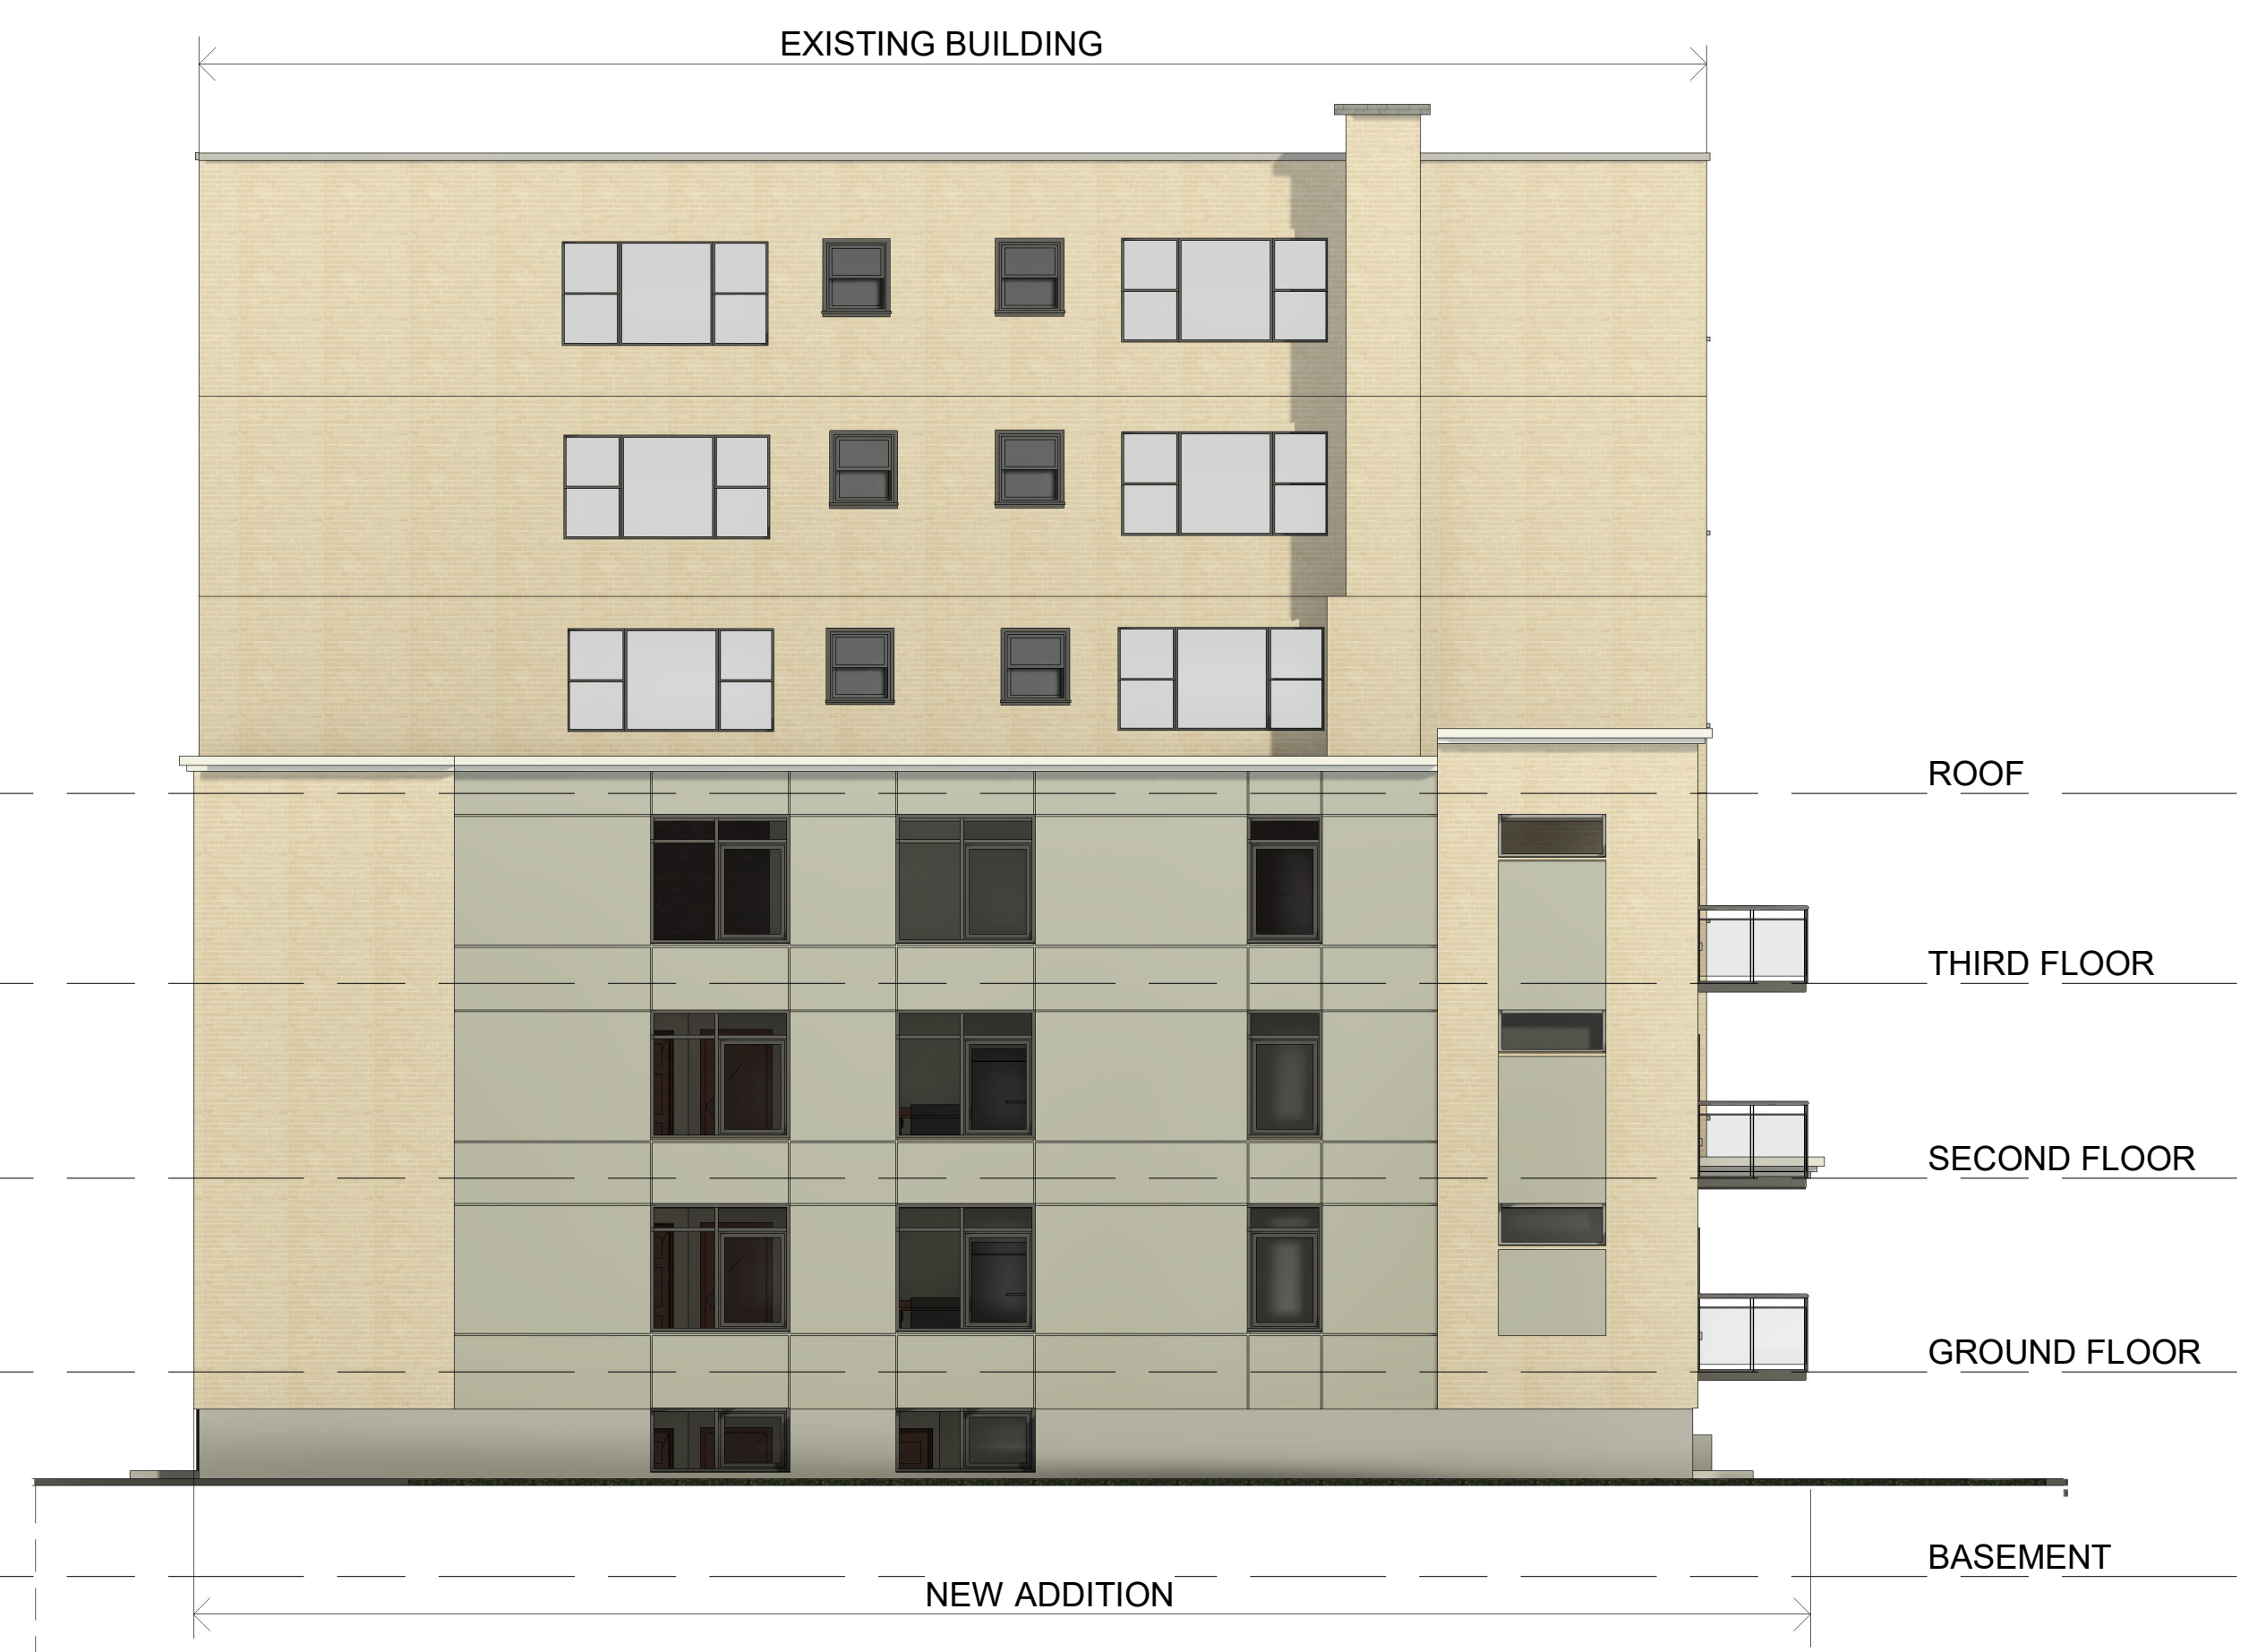 EXISTING BUILDING
ROOF
THIRD FLOOR
SECOND FLOOR
GROUND FLOOR
BASEMENT
NEW ADDITION